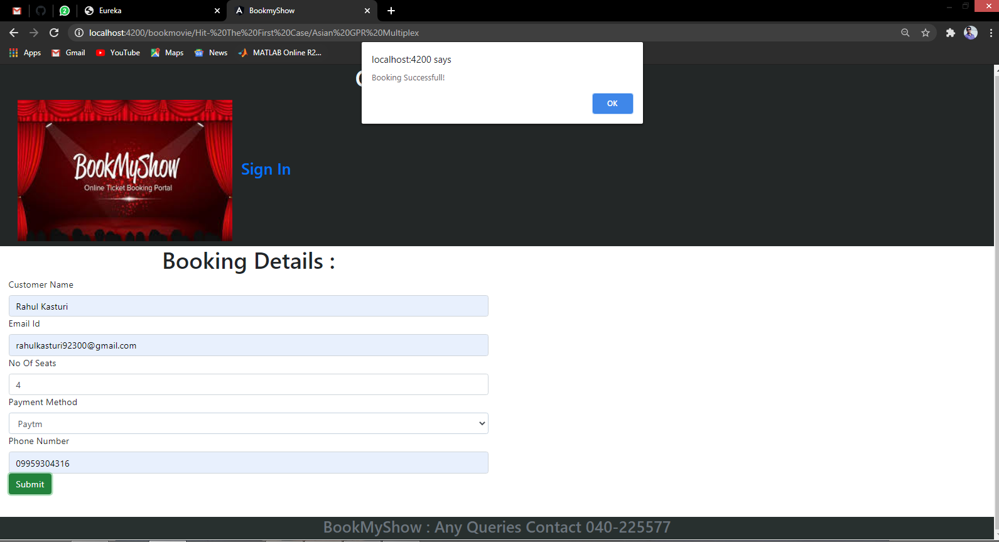 2
Eureka
BookmyShow
localhost:4200/bookmovie/Hit-%20The%20First%20Case/Asian%20GPR%20Multiplex
Apps
Gmail
YouTube
Maps
News
MATLAB Online R2...
localhost:4200 says
Booking Successfull!
OK
BookMyShow
Online Ticket Booking Portal
Sign In
Booking Details :
Customer Name
Rahul Kasturi
Email Id
rahulkasturi92300@gmail.com
No Of Seats
4
Payment Method
Paytm
Phone Number
09959304316
Submit
BookMyShow : Any Queries Contact 040-225577